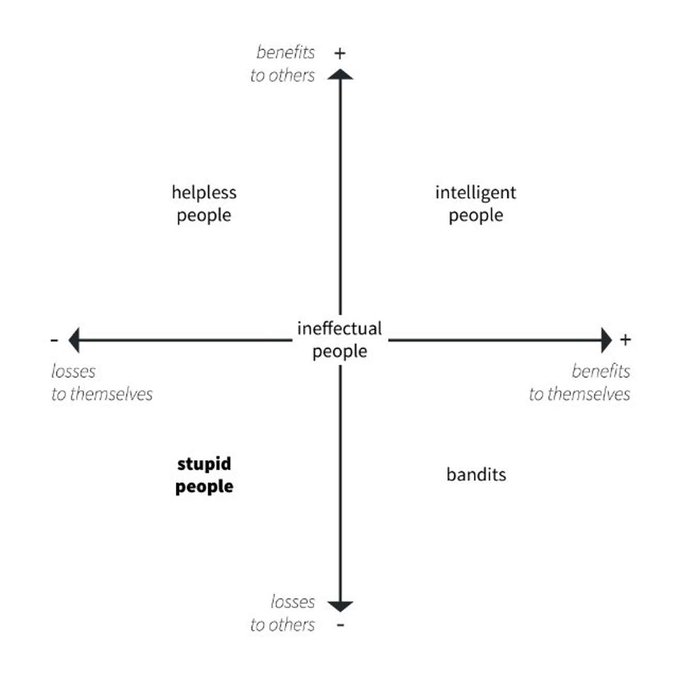 benefits +
to others
helpless
people
intelligent
people
ineffectual
people
- +
losses
to themselves
benefits
to themselves
stupid
people
bandits
losses
to others -